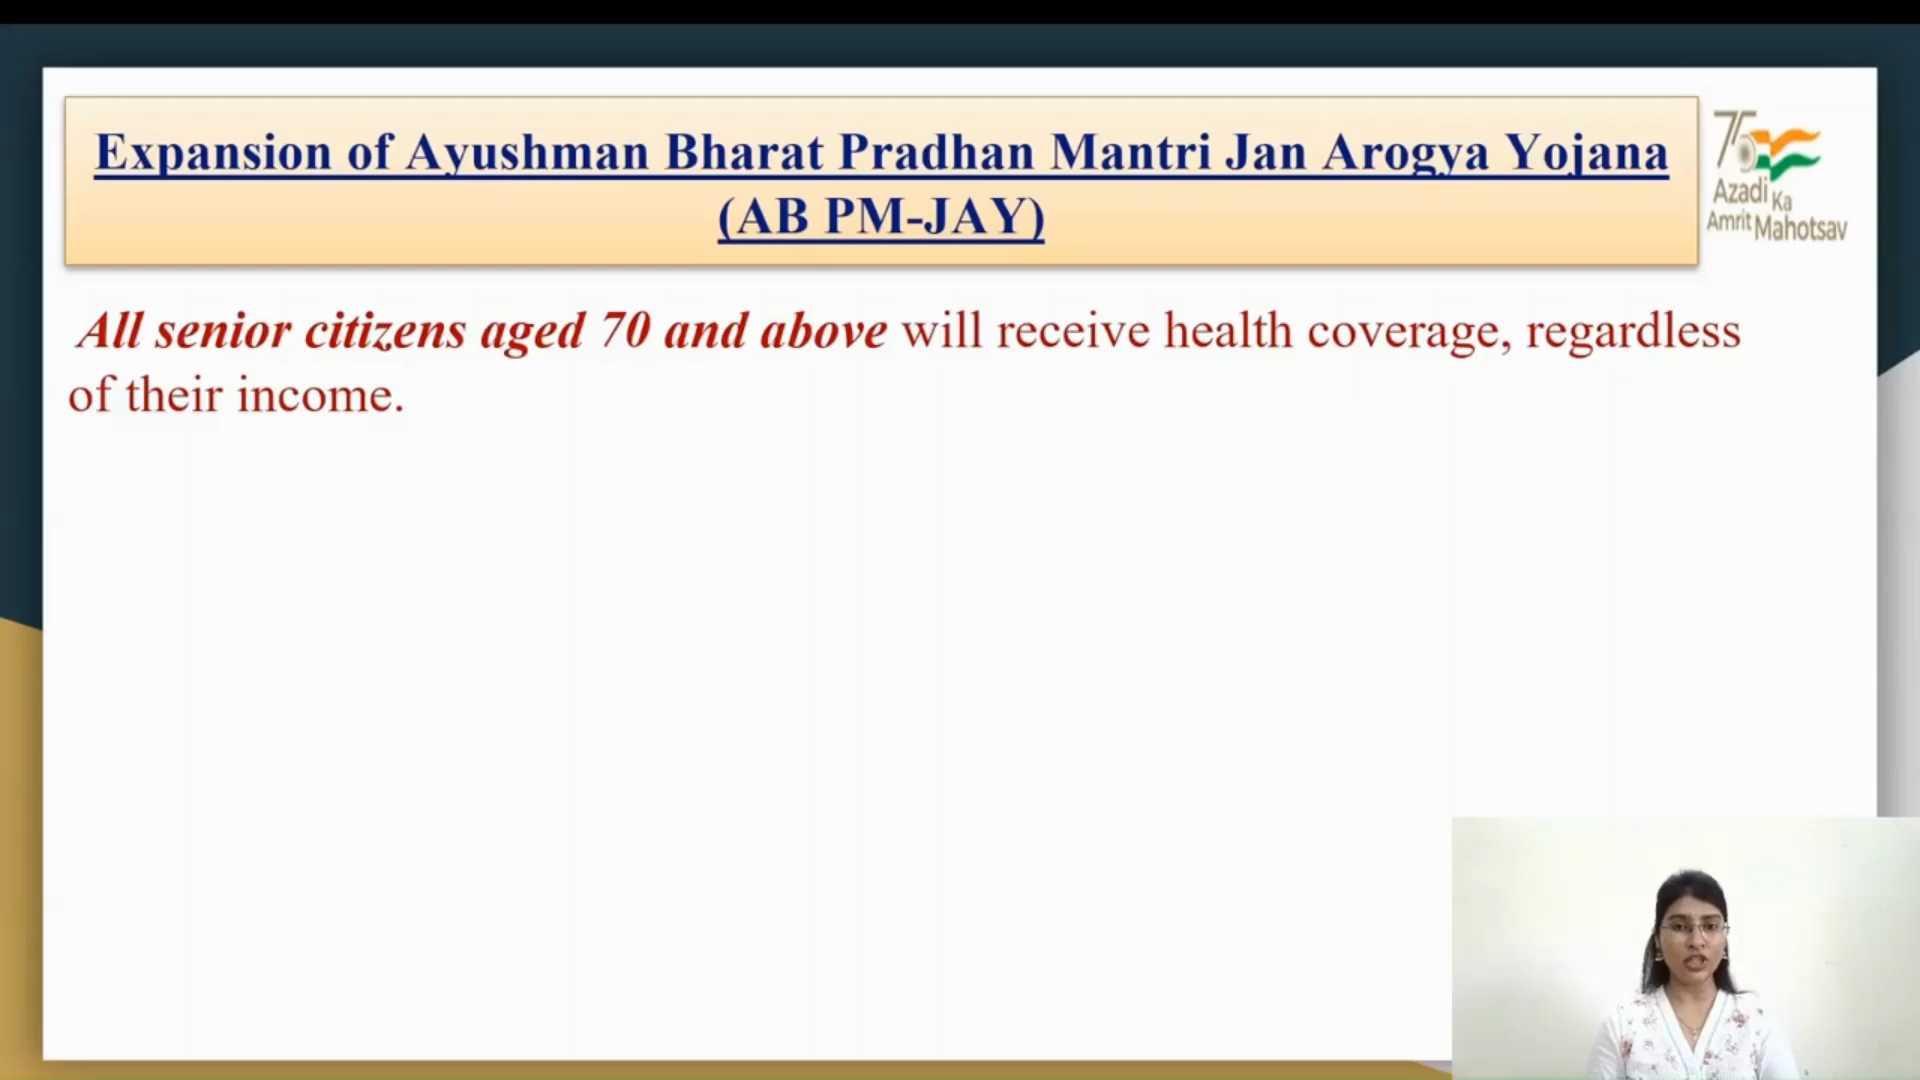 Expansion of Ayushman Bharat Pradhan Mantri Jan Arogya Yojana
(AB PM-JAY)
75
Azadi Ka
Amrit Mahotsav
All senior citizens aged 70 and above will receive health coverage, regardless
of their income.